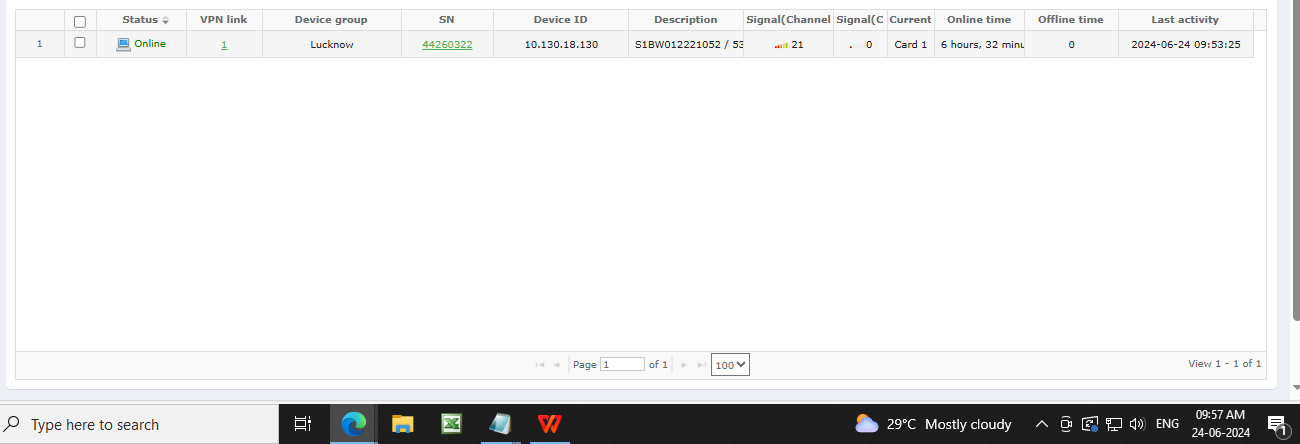 Status VPN link Device group SN Device ID Description Signal(Channel Signal(C Current Online time Offline time Last activity
1 Online 1 Lucknow 44260322 10.130.18.130 S1BW012221052 / 53 21 0 Card 1 6 hours, 32 minu 0 2024-06-24 09:53:25
Page 1 of 1 100 View 1 - 1 of 1
Type here to search 29°C Mostly cloudy ENG 09:57 AM
24-06-2024 1